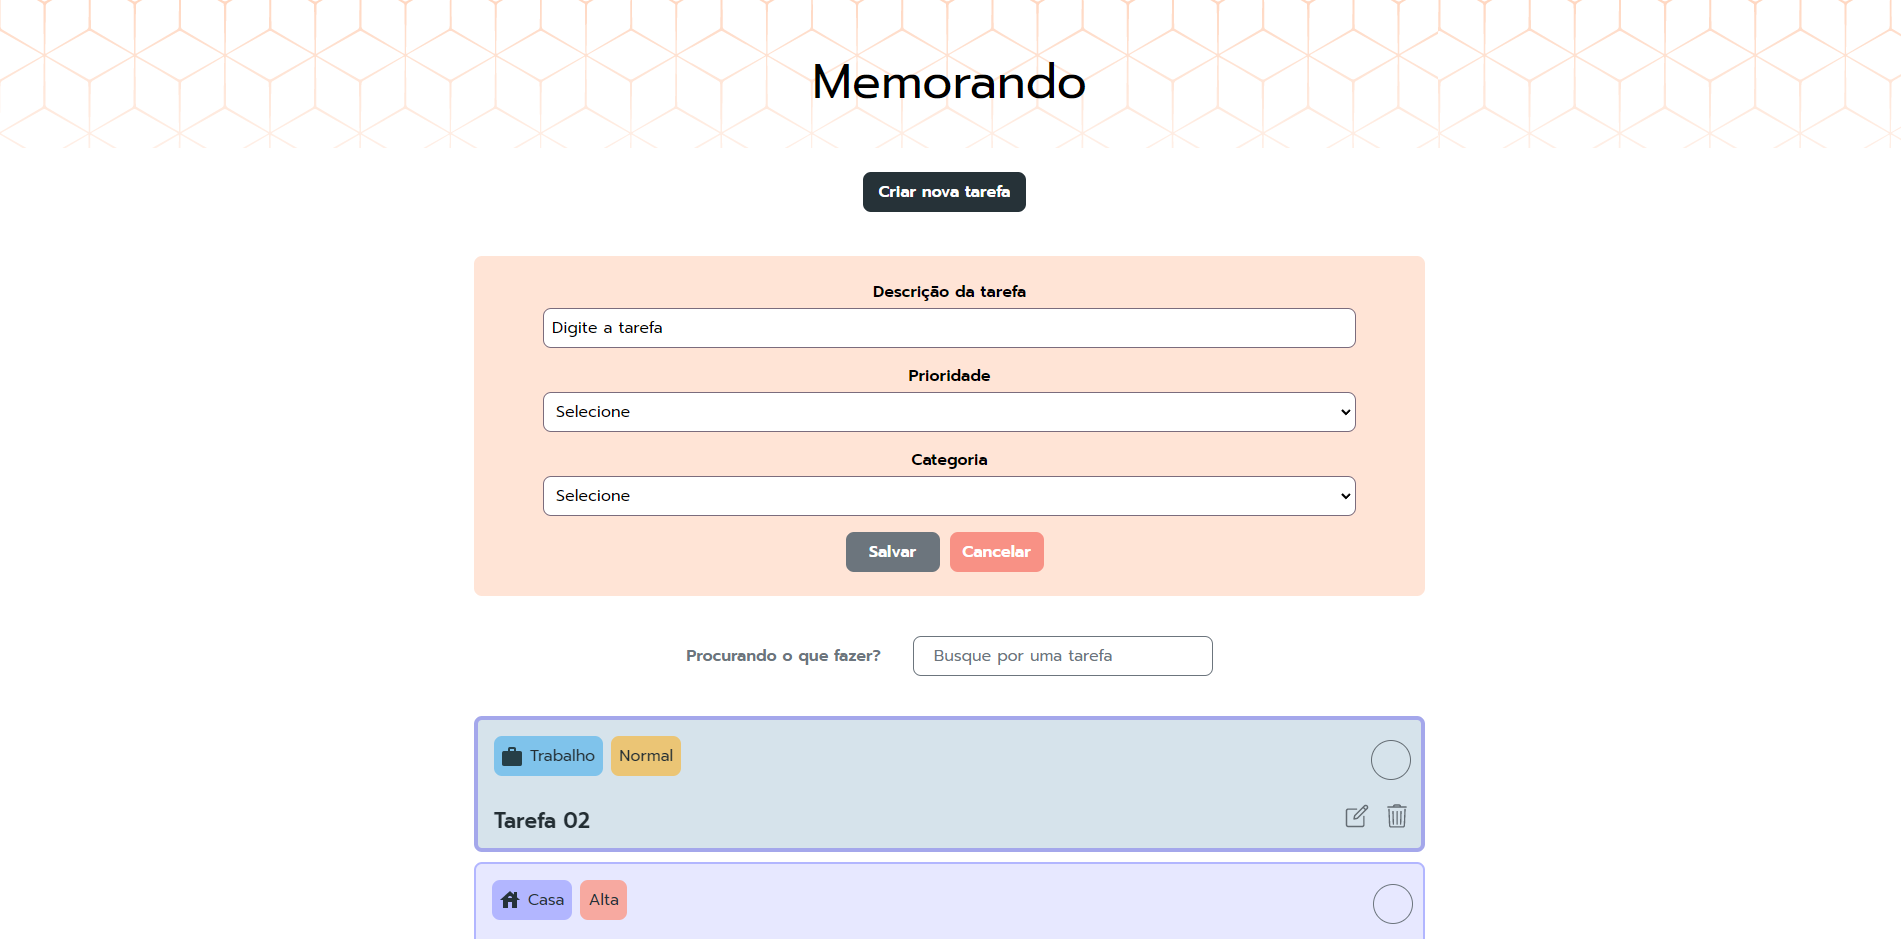 Memorando
Criar nova tarefa
Descrição da tarefa
Digite a tarefa
Prioridade
Selecione
Categoria
Selecione
Salvar Cancelar
Procurando o que fazer? Busque por uma tarefa
Trabalho Normal
Tarefa 02
Casa Alta